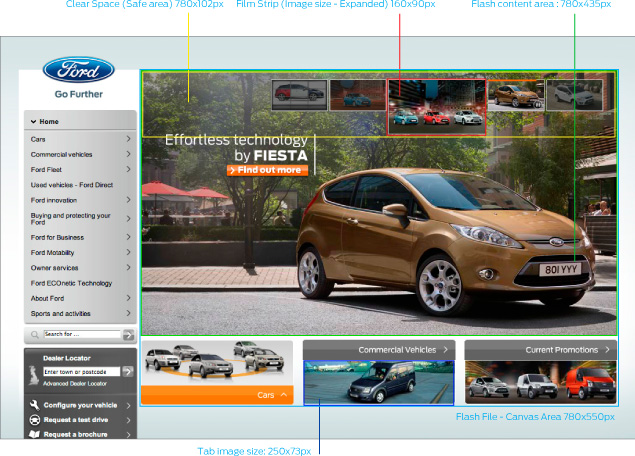 Clear Space (Safe area) 780x102px
Film Strip (Image size - Expanded) 160x90px
Flash content area : 780x435px
Ford
Go Further
Home
Cars
Commercial vehicles
Ford Fleet
Used vehicles - Ford Direct
Ford innovation
Buying and protecting your
Ford
Ford for Business
Ford Motability
Owner services
Ford ECOnetic Technology
About Ford
Sports and activities
Search for ...
Dealer Locator
Enter town or postcode
Advanced Dealer Locator
Configure your vehicle
Request a test drive
Request a brochure
Effortless technology
by FIESTA
Find out more
801 YYY
Cars
Commercial Vehicles
Current Promotions
Flash File - Canvas Area 780x550px
Tab image size: 250x73px